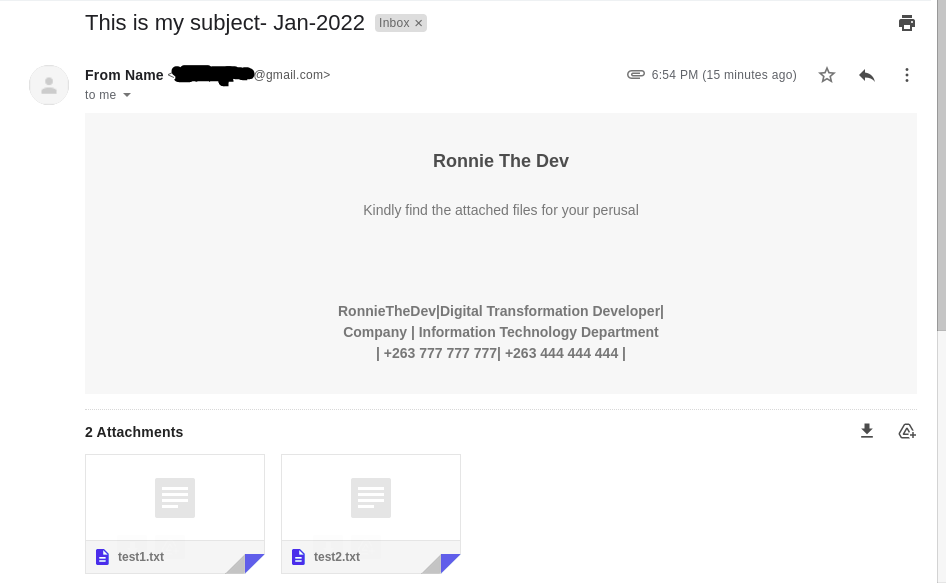 This is my subject- Jan-2022 Inbox ×
From Name < @gmail.com> 6:54 PM (15 minutes ago)
to me
Ronnie The Dev
Kindly find the attached files for your perusal
RonnieTheDev|Digital Transformation Developer|
Company | Information Technology Department
| +263 777 777 777| +263 444 444 444 |
2 Attachments
test1.txt test2.txt